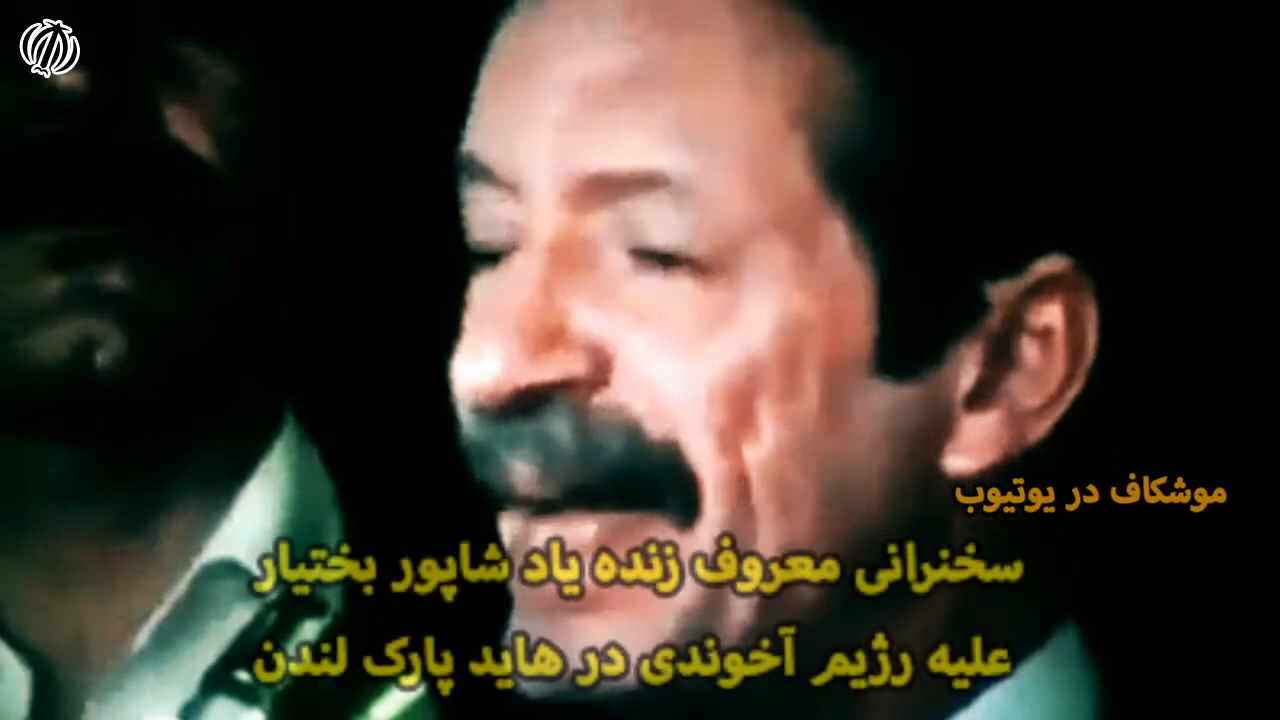 موشکاف در یوتیوب
سخنرانی معروف زنده یاد شاپور بختیار
علیه رژیم آخوندی در هاید پارک لندن